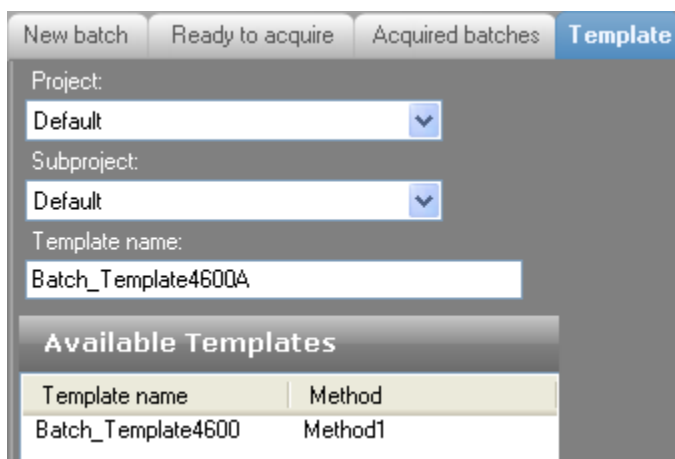 New batch Ready to acquire Acquired batches Template
Project:
Default
Subproject:
Default
Template name:
Batch_Template4600A
Available Templates
Template name Method
Batch_Template4600 Method1